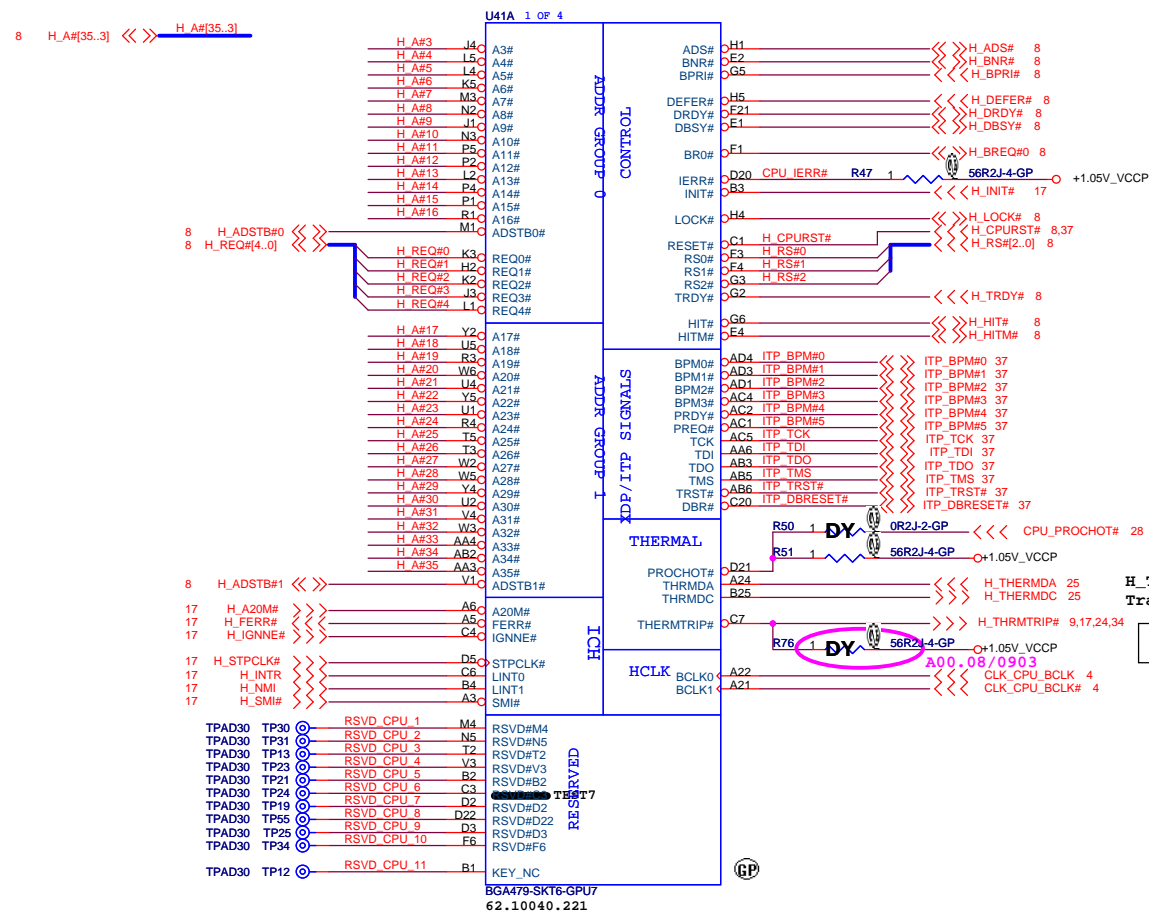 U41A 1 OF 4
8 H_A#[35..3] H_A#[35..3]
H_A#3 J4 A3#
H_A#4 L5 A4#
H_A#5 L4 A5#
H_A#6 K5 A6#
H_A#7 M3 A7#
H_A#8 N2 A8#
H_A#9 J1 A9#
H_A#10 N3 A10#
H_A#11 P5 A11#
H_A#12 P2 A12#
H_A#13 L2 A13#
H_A#14 P4 A14#
H_A#15 P1 A15#
H_A#16 R1 A16#
8 H_ADSTB#0 M1 ADSTB0#
8 H_REQ#[4..0]
H_REQ#0 K3 REQ0#
H_REQ#1 H2 REQ1#
H_REQ#2 K2 REQ2#
H_REQ#3 J3 REQ3#
H_REQ#4 L1 REQ4#
ADDR GROUP 0
H_A#17 Y2 A17#
H_A#18 U5 A18#
H_A#19 R3 A19#
H_A#20 W6 A20#
H_A#21 U4 A21#
H_A#22 Y5 A22#
H_A#23 U1 A23#
H_A#24 R4 A24#
H_A#25 T5 A25#
H_A#26 T3 A26#
H_A#27 W2 A27#
H_A#28 W5 A28#
H_A#29 Y4 A29#
H_A#30 U2 A30#
H_A#31 V4 A31#
H_A#32 W3 A32#
H_A#33 AA4 A33#
H_A#34 AB2 A34#
H_A#35 AA3 A35#
8 H_ADSTB#1 V1 ADSTB1#
ADDR GROUP 1
17 H_A20M# A6 A20M#
17 H_FERR# A5 FERR#
17 H_IGNNE# C4 IGNNE#
17 H_STPCLK# D5 STPCLK#
17 H_INTR C6 LINT0
17 H_NMI B4 LINT1
17 H_SMI# A3 SMI#
ICH
TPAD30 TP30 RSVD_CPU_1 M4 RSVD#M4
TPAD30 TP31 RSVD_CPU_2 N5 RSVD#N5
TPAD30 TP13 RSVD_CPU_3 T2 RSVD#T2
TPAD30 TP23 RSVD_CPU_4 V3 RSVD#V3
TPAD30 TP21 RSVD_CPU_5 B2 RSVD#B2
TPAD30 TP24 RSVD_CPU_6 C3 TEST7
TPAD30 TP19 RSVD_CPU_7 D2 RSVD#D2
TPAD30 TP55 RSVD_CPU_8 D22 RSVD#D22
TPAD30 TP25 RSVD_CPU_9 D3 RSVD#D3
TPAD30 TP34 RSVD_CPU_10 F6 RSVD#F6
TPAD30 TP12 RSVD_CPU_11 B1 KEY_NC
RESERVED
ADS# H1 H_ADS# 8
BNR# E2 H_BNR# 8
BPRI# G5 H_BPRI# 8
DEFER# H5 H_DEFER# 8
DRDY# F21 H_DRDY# 8
DBSY# E1 H_DBSY# 8
BR0# F1 H_BREQ#0 8
IERR# D20 CPU_IERR# R47 1 56R2J-4-GP +1.05V_VCCP
INIT# B3 H_INIT# 17
LOCK# H4 H_LOCK# 8
RESET# C1 H_CPURST# H_CPURST# 8,37
RS0# F3 H_RS#0 H_RS#[2..0] 8
RS1# F4 H_RS#1
RS2# G3 H_RS#2
TRDY# G2 H_TRDY# 8
HIT# G6 H_HIT# 8
HITM# E4 H_HITM# 8
CONTROL
BPM0# AD4 ITP_BPM#0 ITP_BPM#0 37
BPM1# AD3 ITP_BPM#1 ITP_BPM#1 37
BPM2# AD1 ITP_BPM#2 ITP_BPM#2 37
BPM3# AC4 ITP_BPM#3 ITP_BPM#3 37
PRDY# AC2 ITP_BPM#4 ITP_BPM#4 37
PREQ# AC1 ITP_BPM#5 ITP_BPM#5 37
TCK AC5 ITP_TCK ITP_TCK 37
TDI AA6 ITP_TDI ITP_TDI 37
TDO AB3 ITP_TDO ITP_TDO 37
TMS AB5 ITP_TMS ITP_TMS 37
TRST# AB6 ITP_TRST# ITP_TRST# 37
DBR# C20 ITP_DBRESET# ITP_DBRESET# 37
XDP/ITP SIGNALS
THERMAL
R50 1 DY 0R2J-2-GP CPU_PROCHOT# 28
R51 1 56R2J-4-GP +1.05V_VCCP
PROCHOT# D21
THRMDA A24 H_THERMDA 25
THRMDC B25 H_THERMDC 25
H_T
Tra
THERMTRIP# C7 H_THRMTRIP# 9,17,24,34
R76 1 DY 56R2J-4-GP +1.05V_VCCP
A00.08/0903
HCLK
BCLK0 A22 CLK_CPU_BCLK 4
BCLK1 A21 CLK_CPU_BCLK# 4
GP
BGA479-SKT6-GPU7
62.10040.221